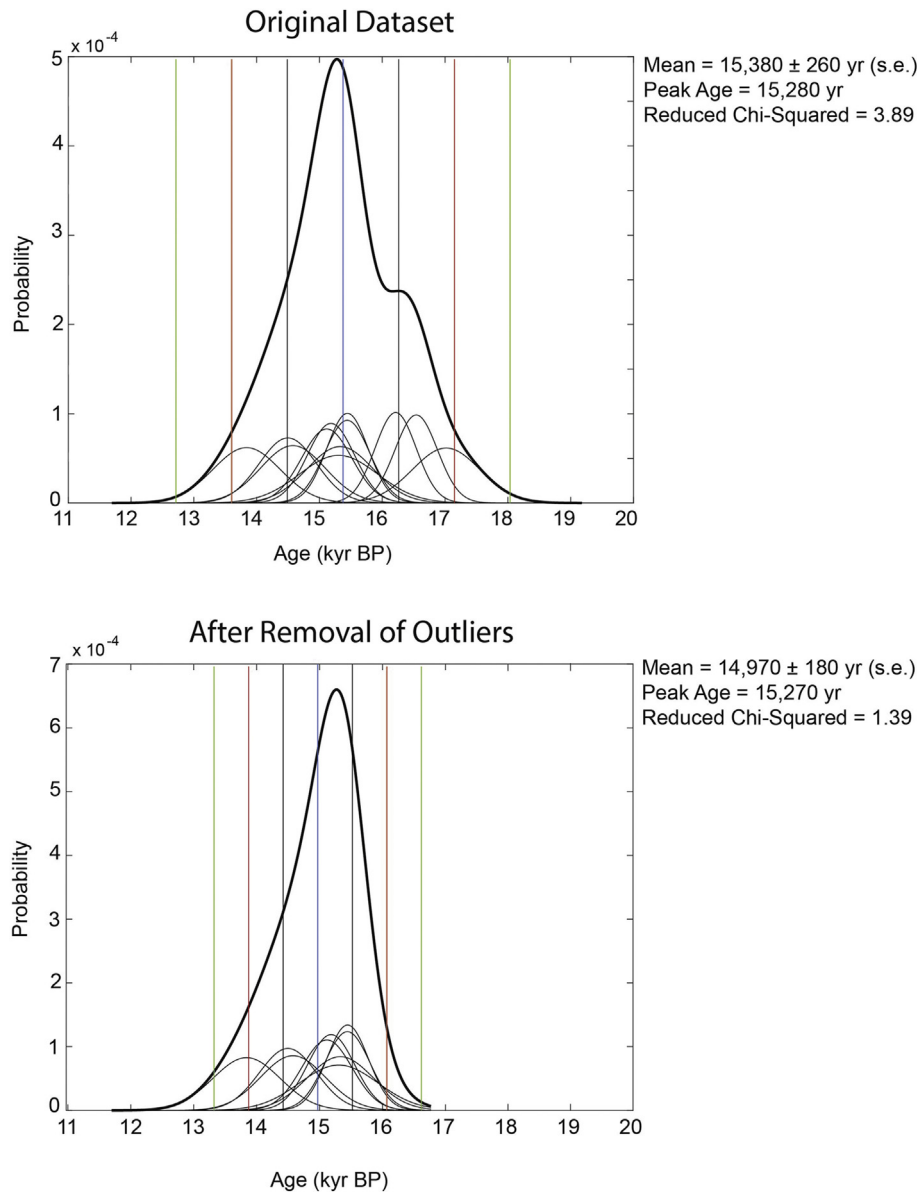 Original Dataset
x 10-4
5
4
3
2
1
0
Probability
11 12 13 14 15 16 17 18 19 20
Age (kyr BP)
Mean = 15,380 ± 260 yr (s.e.)
Peak Age = 15,280 yr
Reduced Chi-Squared = 3.89
After Removal of Outliers
x 10-4
7
6
5
4
3
2
1
0
Probability
11 12 13 14 15 16 17 18 19 20
Age (kyr BP)
Mean = 14,970 ± 180 yr (s.e.)
Peak Age = 15,270 yr
Reduced Chi-Squared = 1.39